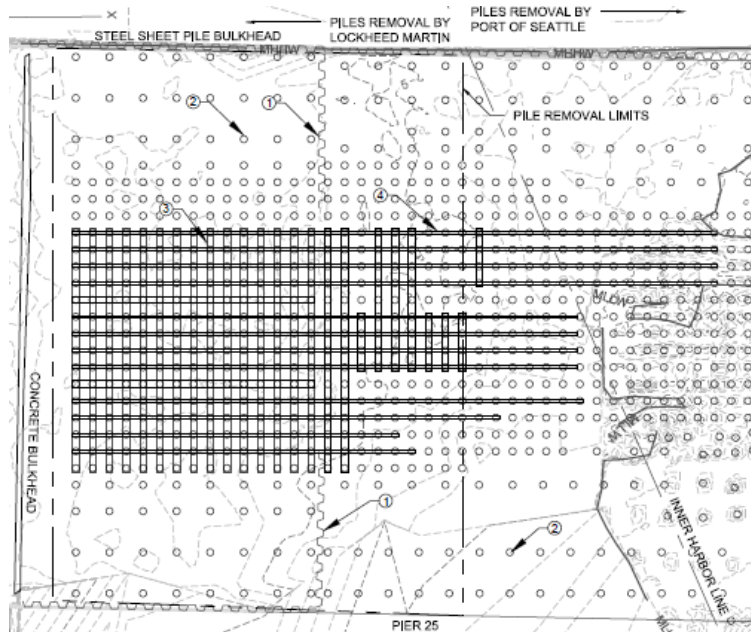 PILES REMOVAL BY
LOCKHEED MARTIN
PILES REMOVAL BY
PORT OF SEATTLE
X
STEEL SHEET PILE BULKHEAD
MHHW
MHHW
PILE REMOVAL LIMITS
2
1
3
4
MLLW
CONCRETE BULKHEAD
1
2
INNER HARBOR LINE
PIER 25